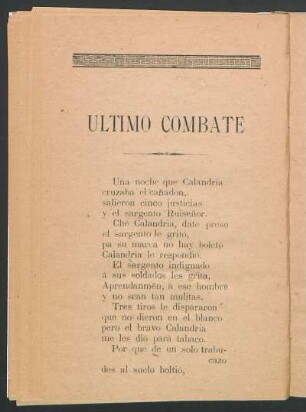 ULTIMO COMBATE
Una noche que Calandria
cruzaba el cañadon,
salieron cinco justicias
y el sargento Ruiseñor.
Ché Calandria, date preso
el sargento le gritó,
pa su marca no hay boleto
Calandria le respondió.
El sargento indignado
á sus soldados les grita,
Aprendanmén, á ese hombre
y no sean tan mulitas.
Tres tiros le dispararon
que no dieron en el blanco
pero el bravo Calandria
me les dió para tabaco.
Por que de un solo trabu-
cazo
des al suelo boltió,